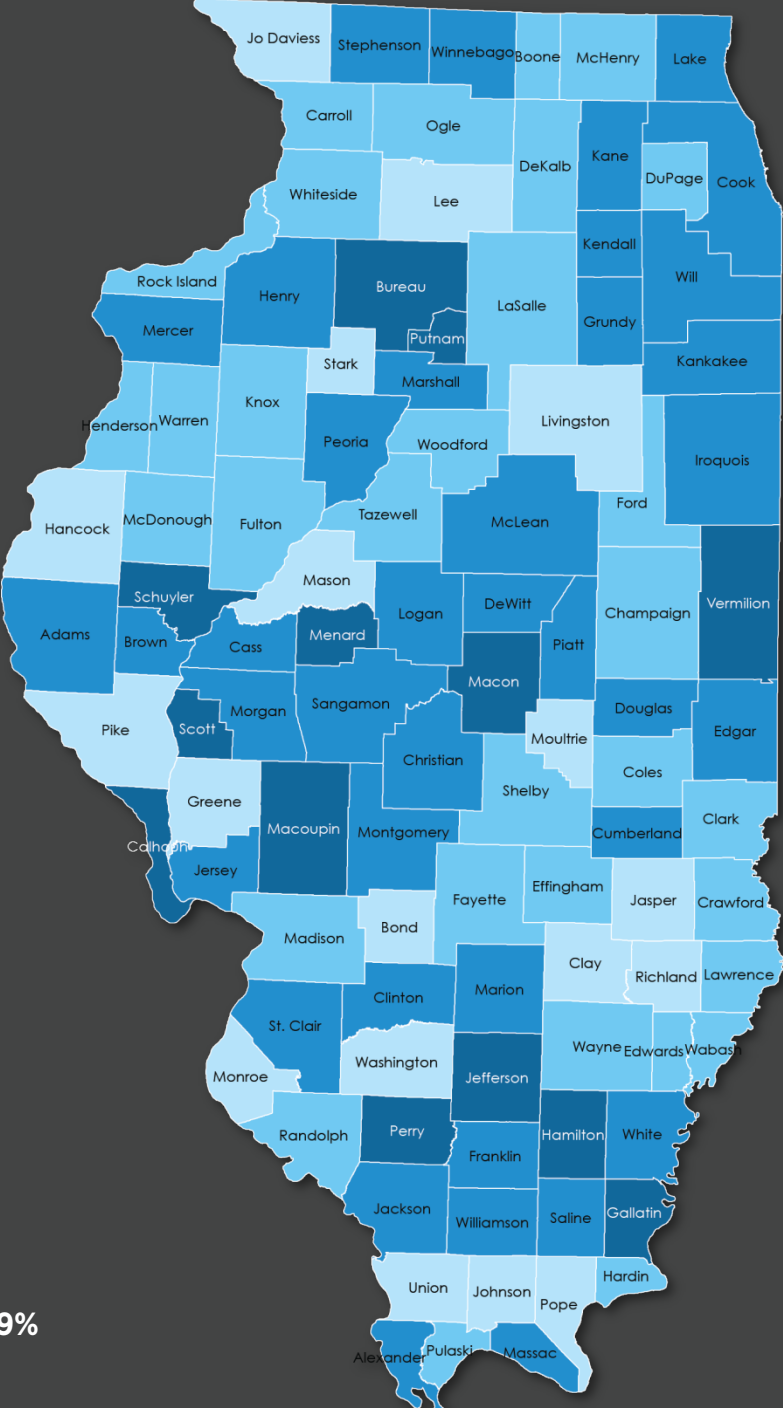 Jo Daviess
Stephenson
Winnebago
Boone
McHenry
Lake
Carroll
Ogle
DeKalb
Kane
DuPage
Cook
Whiteside
Lee
Kendall
Rock Island
Henry
Bureau
LaSalle
Will
Mercer
Putnam
Grundy
Stark
Marshall
Kankakee
Henderson
Warren
Knox
Peoria
Woodford
Livingston
Iroquois
Hancock
McDonough
Fulton
Tazewell
McLean
Ford
Mason
Schuyler
Adams
Brown
Cass
Menard
Logan
DeWitt
Piatt
Champaign
Vermilion
Macon
Pike
Scott
Morgan
Sangamon
Christian
Moultrie
Douglas
Edgar
Coles
Shelby
Greene
Macoupin
Montgomery
Cumberland
Clark
Calhoun
Jersey
Fayette
Effingham
Jasper
Crawford
Madison
Bond
Clay
Richland
Lawrence
Clinton
Marion
St. Clair
Washington
Wayne
Edwards
Wabash
Monroe
Jefferson
Randolph
Perry
Hamilton
White
Franklin
Jackson
Williamson
Saline
Gallatin
Union
Johnson
Pope
Hardin
9%
Alexander
Pulaski
Massac